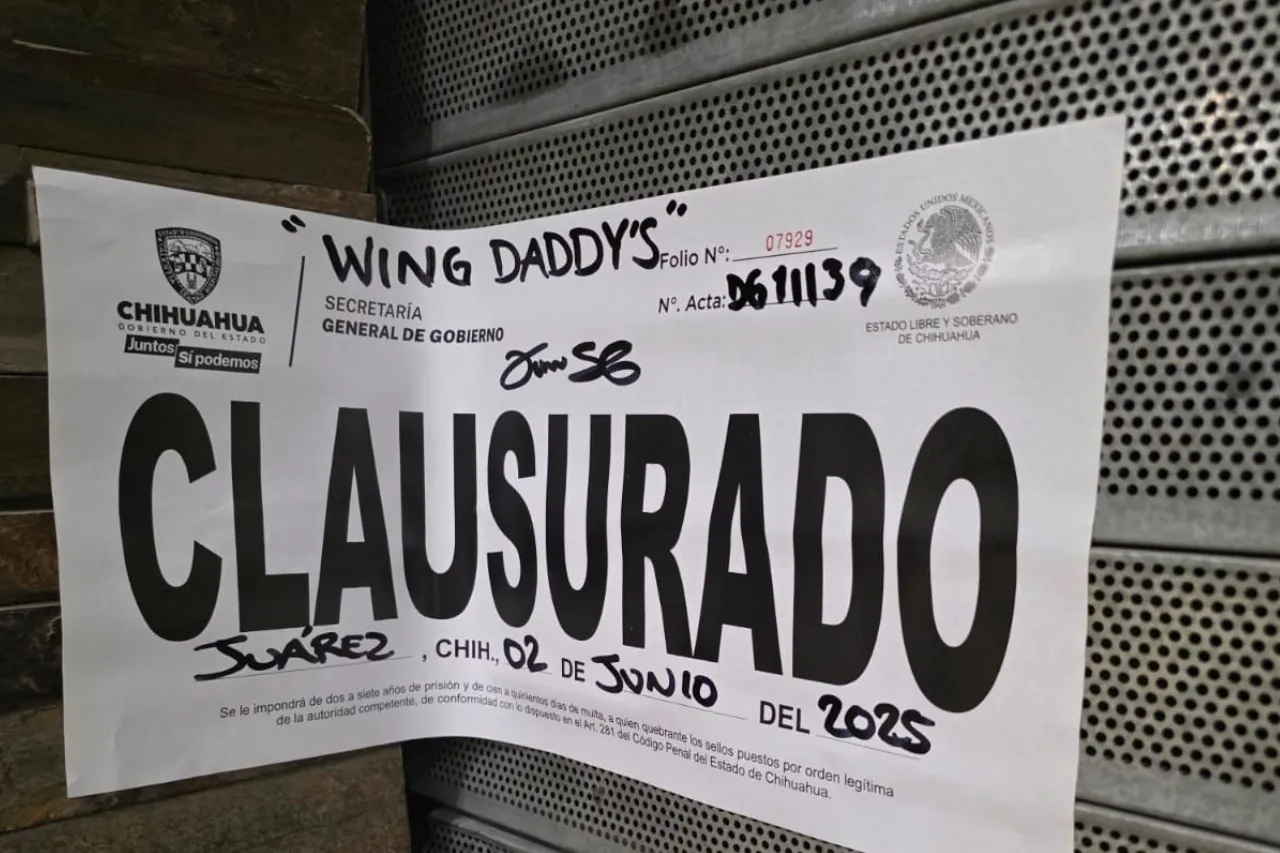 "WING DADDY'S"
Folio N°: 07929
N°. Acta: DG11139
CHIHUAHUA
GOBIERNO DEL ESTADO
Juntos
Sí podemos
SECRETARÍA
GENERAL DE GOBIERNO
ESTADOS UNIDOS MEXICANOS
ESTADO LIBRE Y SOBERANO
DE CHIHUAHUA
CLAUSURADO
JUÁREZ, CHIH., 02 DE JUNIO DEL 2025
Se le impondrá de dos a siete años de prisión y de cien a quinientos días de multa, a quien quebrante los sellos puestos por orden legítima
de la autoridad competente, de conformidad con lo dispuesto en el Art. 281 del Código Penal del Estado de Chihuahua.